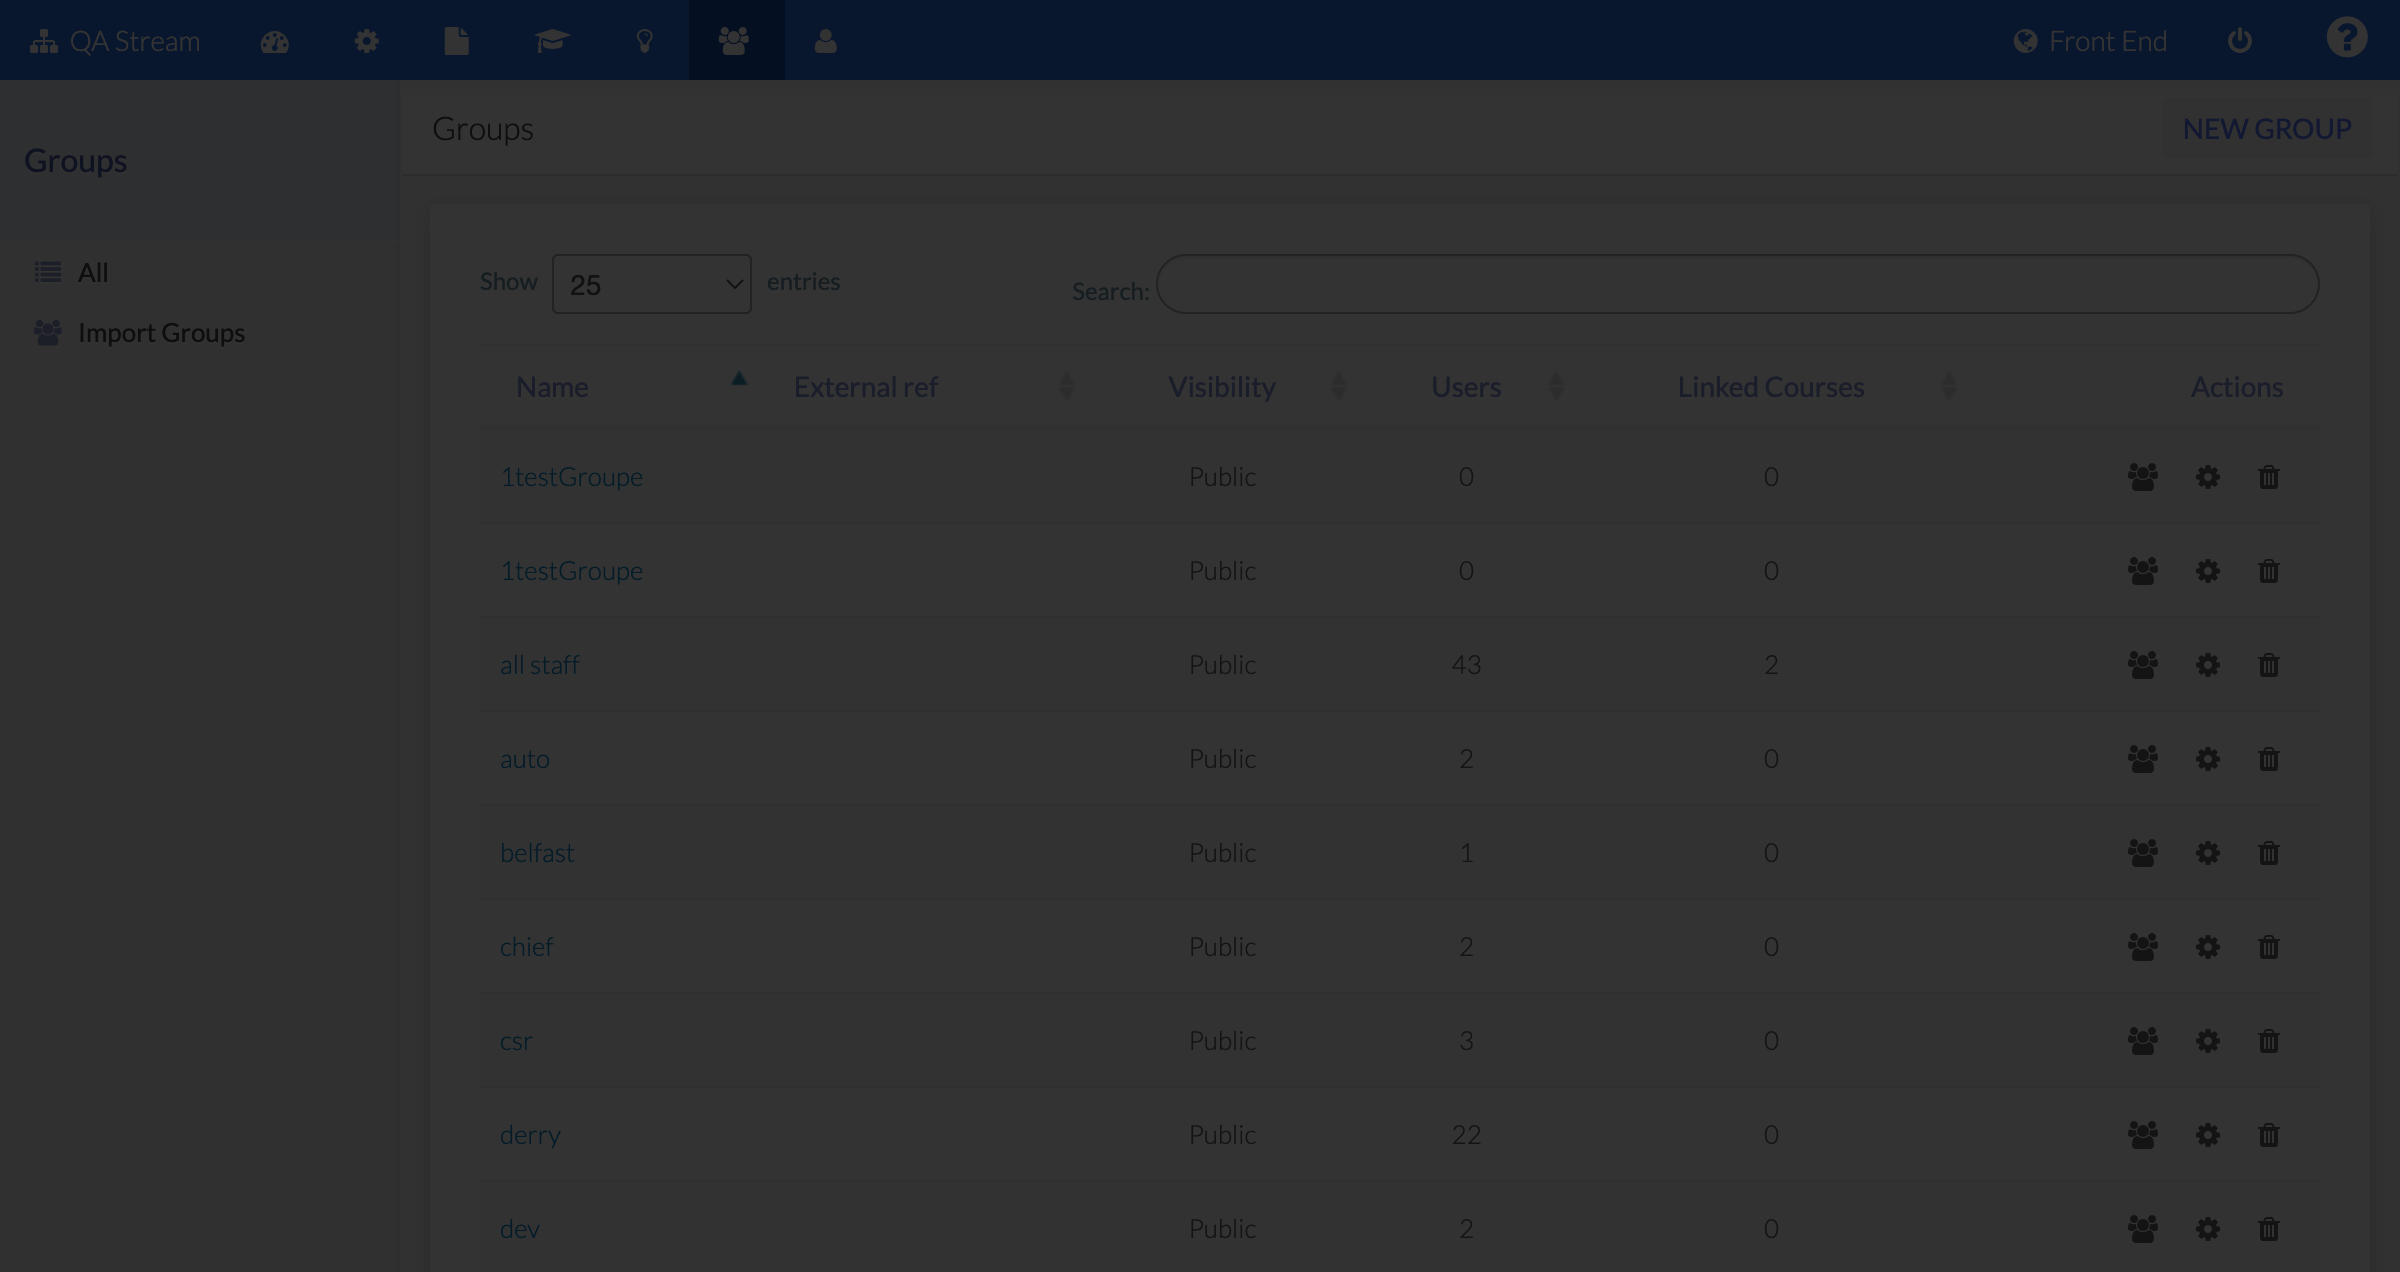 QA Stream Front End
Groups NEW GROUP
Groups
All
Import Groups
Show 25 entries Search:
Name External ref Visibility Users Linked Courses Actions
1testGroupe Public 0 0
1testGroupe Public 0 0
all staff Public 43 2
auto Public 2 0
belfast Public 1 0
chief Public 2 0
csr Public 3 0
derry Public 22 0
dev Public 2 0